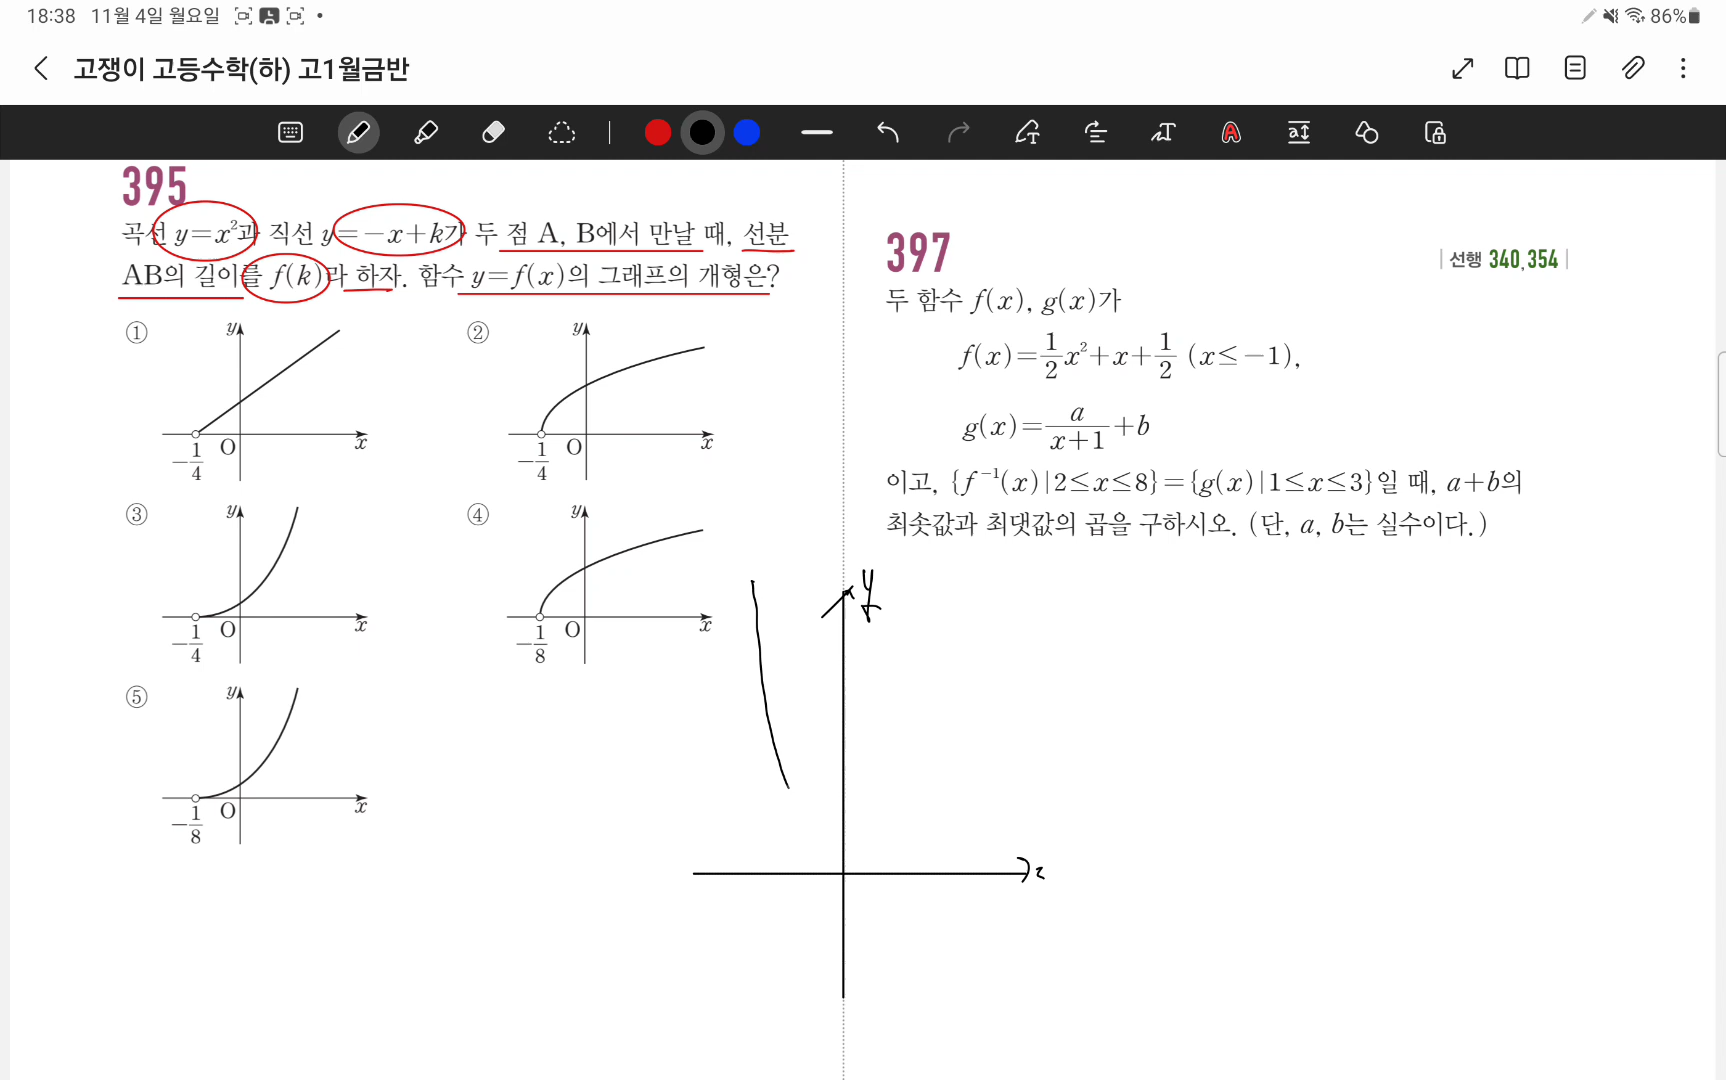 18:38 11월 4일 월요일
86%
고쟁이 고등수학(하) 고1월금반
395
곡선 y=x²과 직선 y=-x+k가 두 점 A, B에서 만날 때, 선분
AB의 길이를 f(k)라 하자. 함수 y=f(x)의 그래프의 개형은?
① y O x -1/4
② y O x -1/4
③ y O x -1/4
④ y O x -1/8
⑤ y O x -1/8
397
선행 340, 354
두 함수 f(x), g(x)가
f(x)=1/2x²+x+1/2 (x≤-1),
g(x)=a/(x+1)+b
이고, {f⁻¹(x)|2≤x≤8}={g(x)|1≤x≤3}일 때, a+b의
최솟값과 최댓값의 곱을 구하시오. (단, a, b는 실수이다.)
y
x